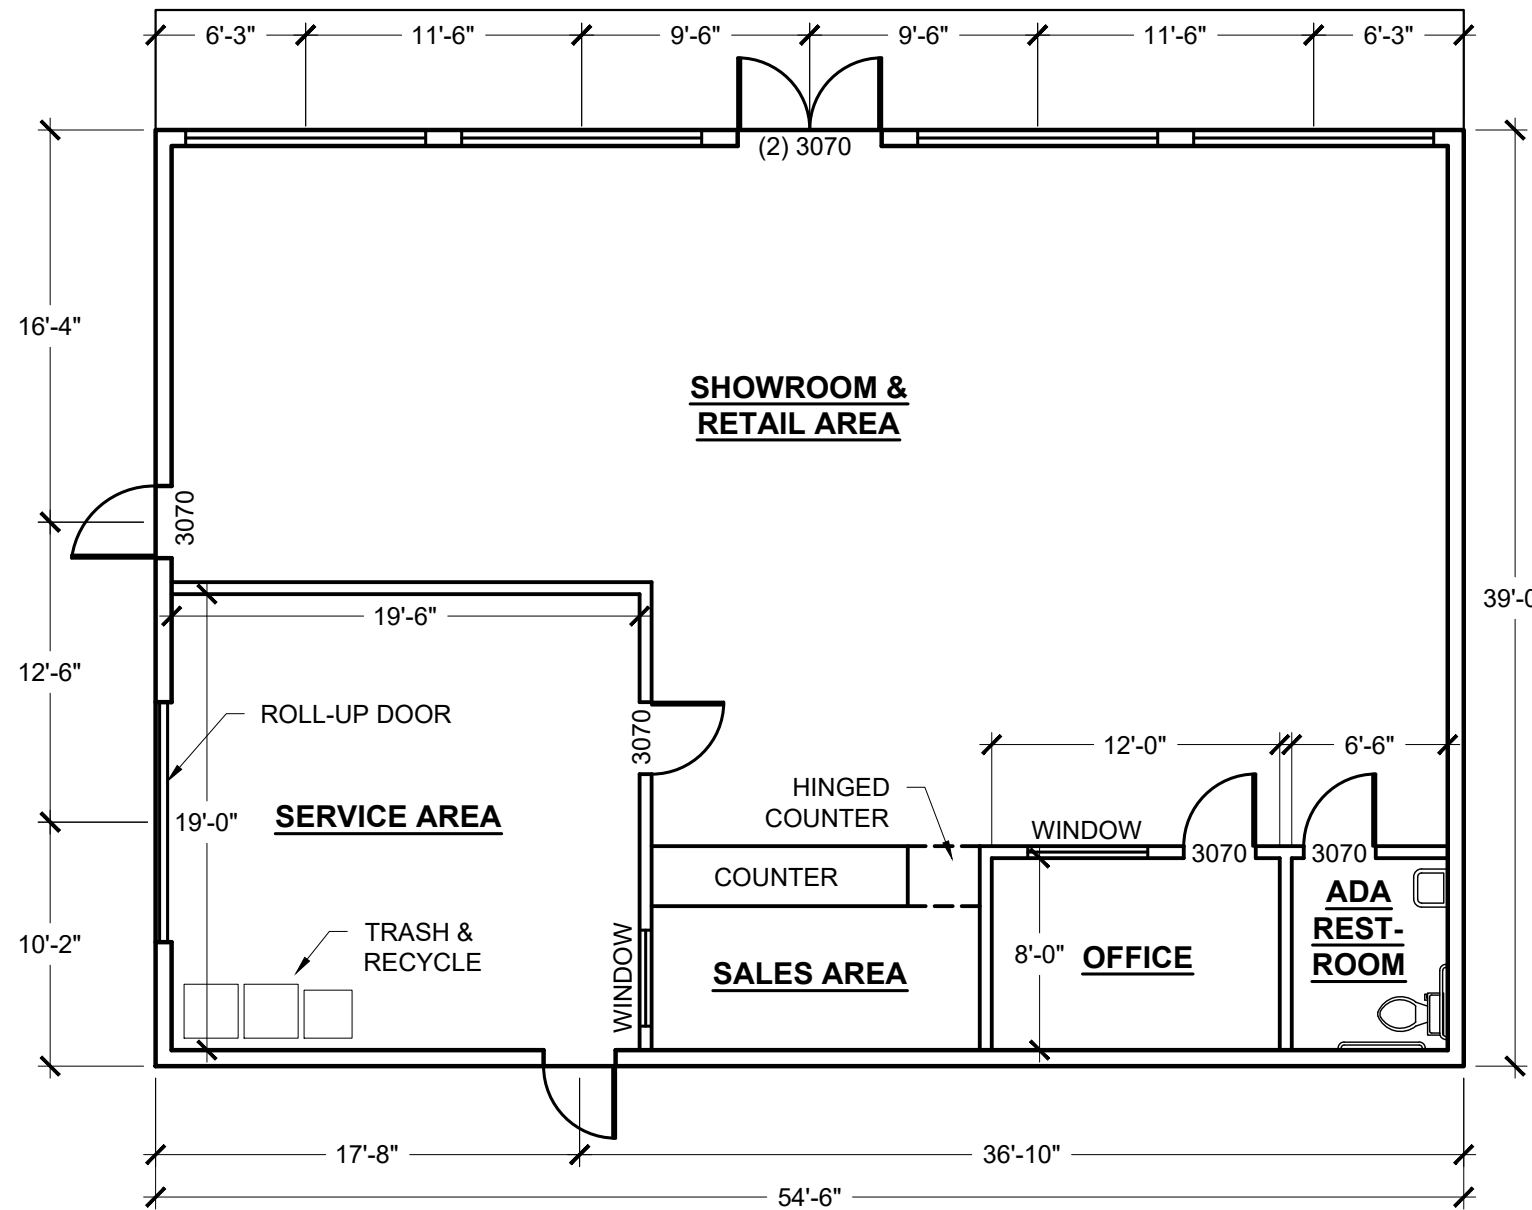 6'-3" 11'-6" 9'-6" 9'-6" 11'-6" 6'-3"
(2) 3070
16'-4"
SHOWROOM &
RETAIL AREA
3070
39'-0
19'-6"
12'-6"
ROLL-UP DOOR
3070
12'-0" 6'-6"
HINGED
COUNTER
19'-0"
SERVICE AREA
WINDOW
3070 3070
COUNTER
ADA
REST-
ROOM
TRASH &
RECYCLE
10'-2"
WINDOW
8'-0"
OFFICE
SALES AREA
17'-8" 36'-10"
54'-6"